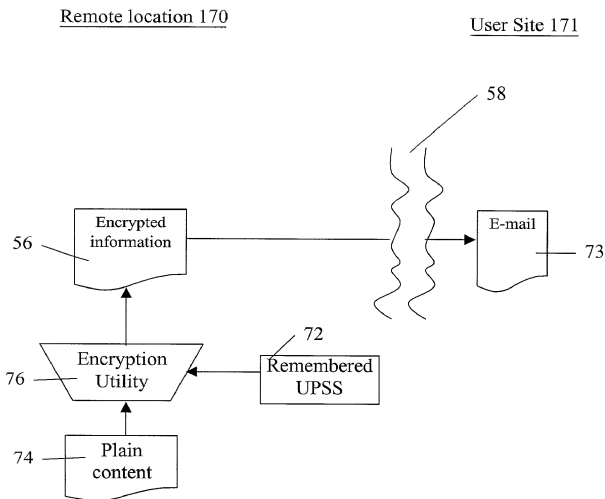 Remote location 170
User Site 171
58
Encrypted
information
56
E-mail
73
72
Encryption
Utility
76
Remembered
UPSS
74
Plain
content